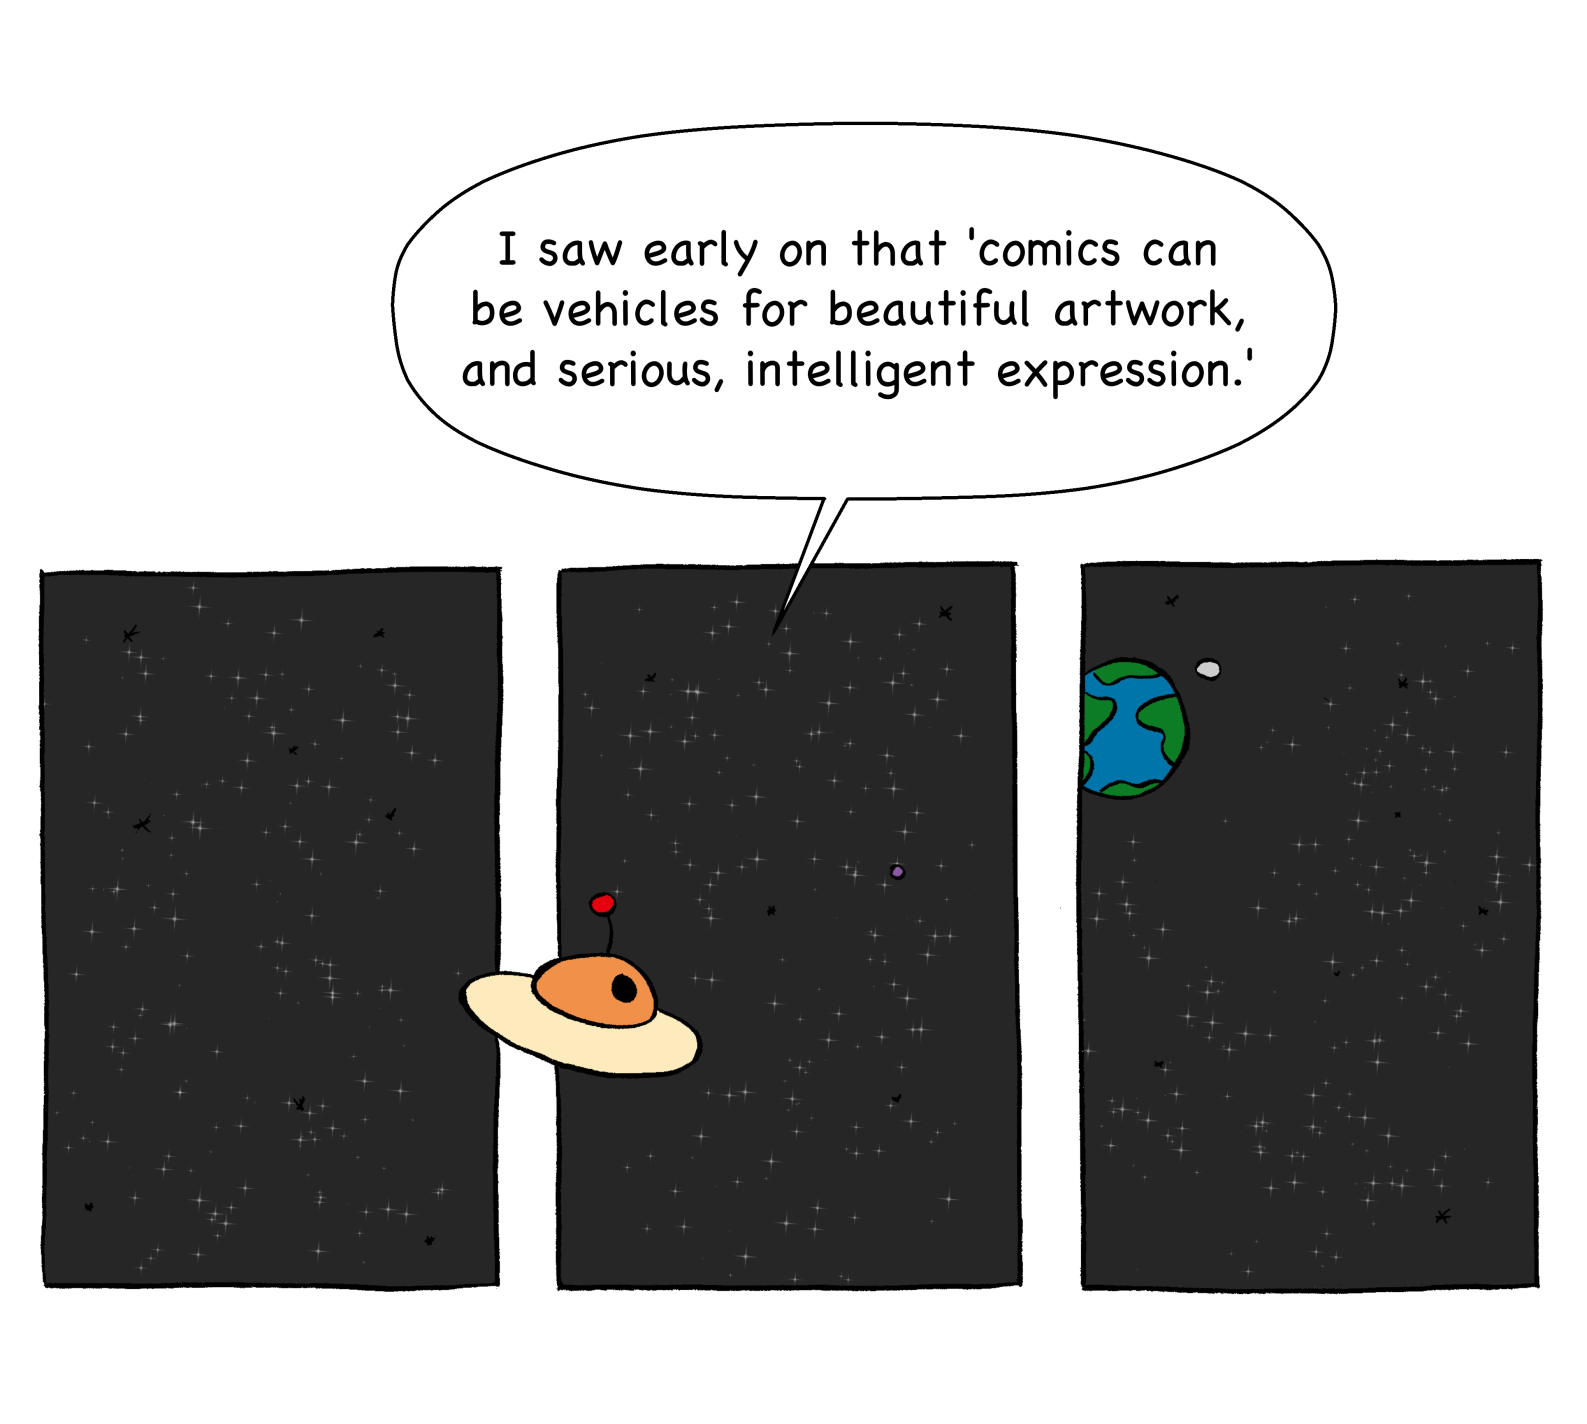 I saw early on that 'comics can
be vehicles for beautiful artwork,
and serious, intelligent expression.'